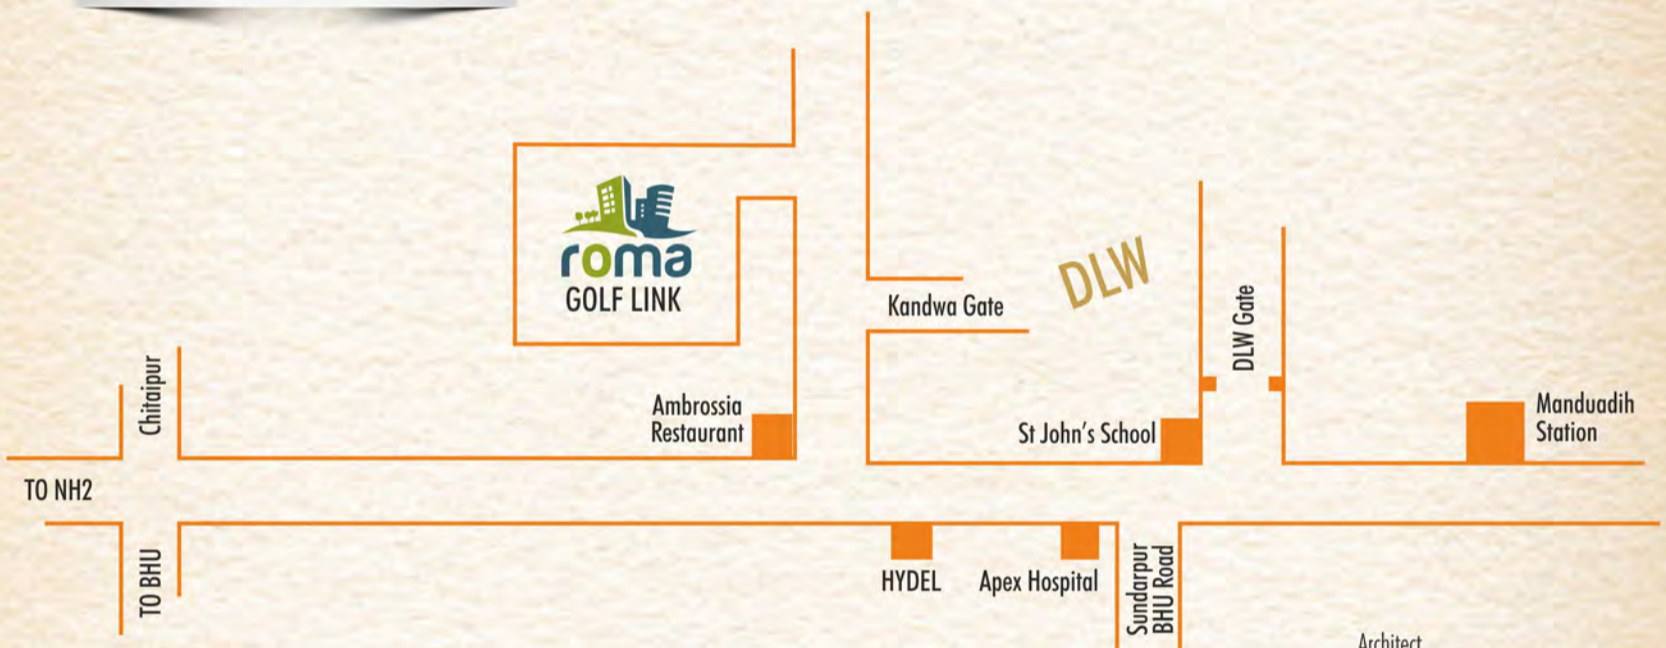 roma
GOLF LINK
DLW
Kandwa Gate
DLW Gate
Chitaipur
Ambrossia
Restaurant
St John's School
Manduadih
Station
TO NH2
TO BHU
HYDEL
Apex Hospital
Sundarpur
BHU Road
Architect